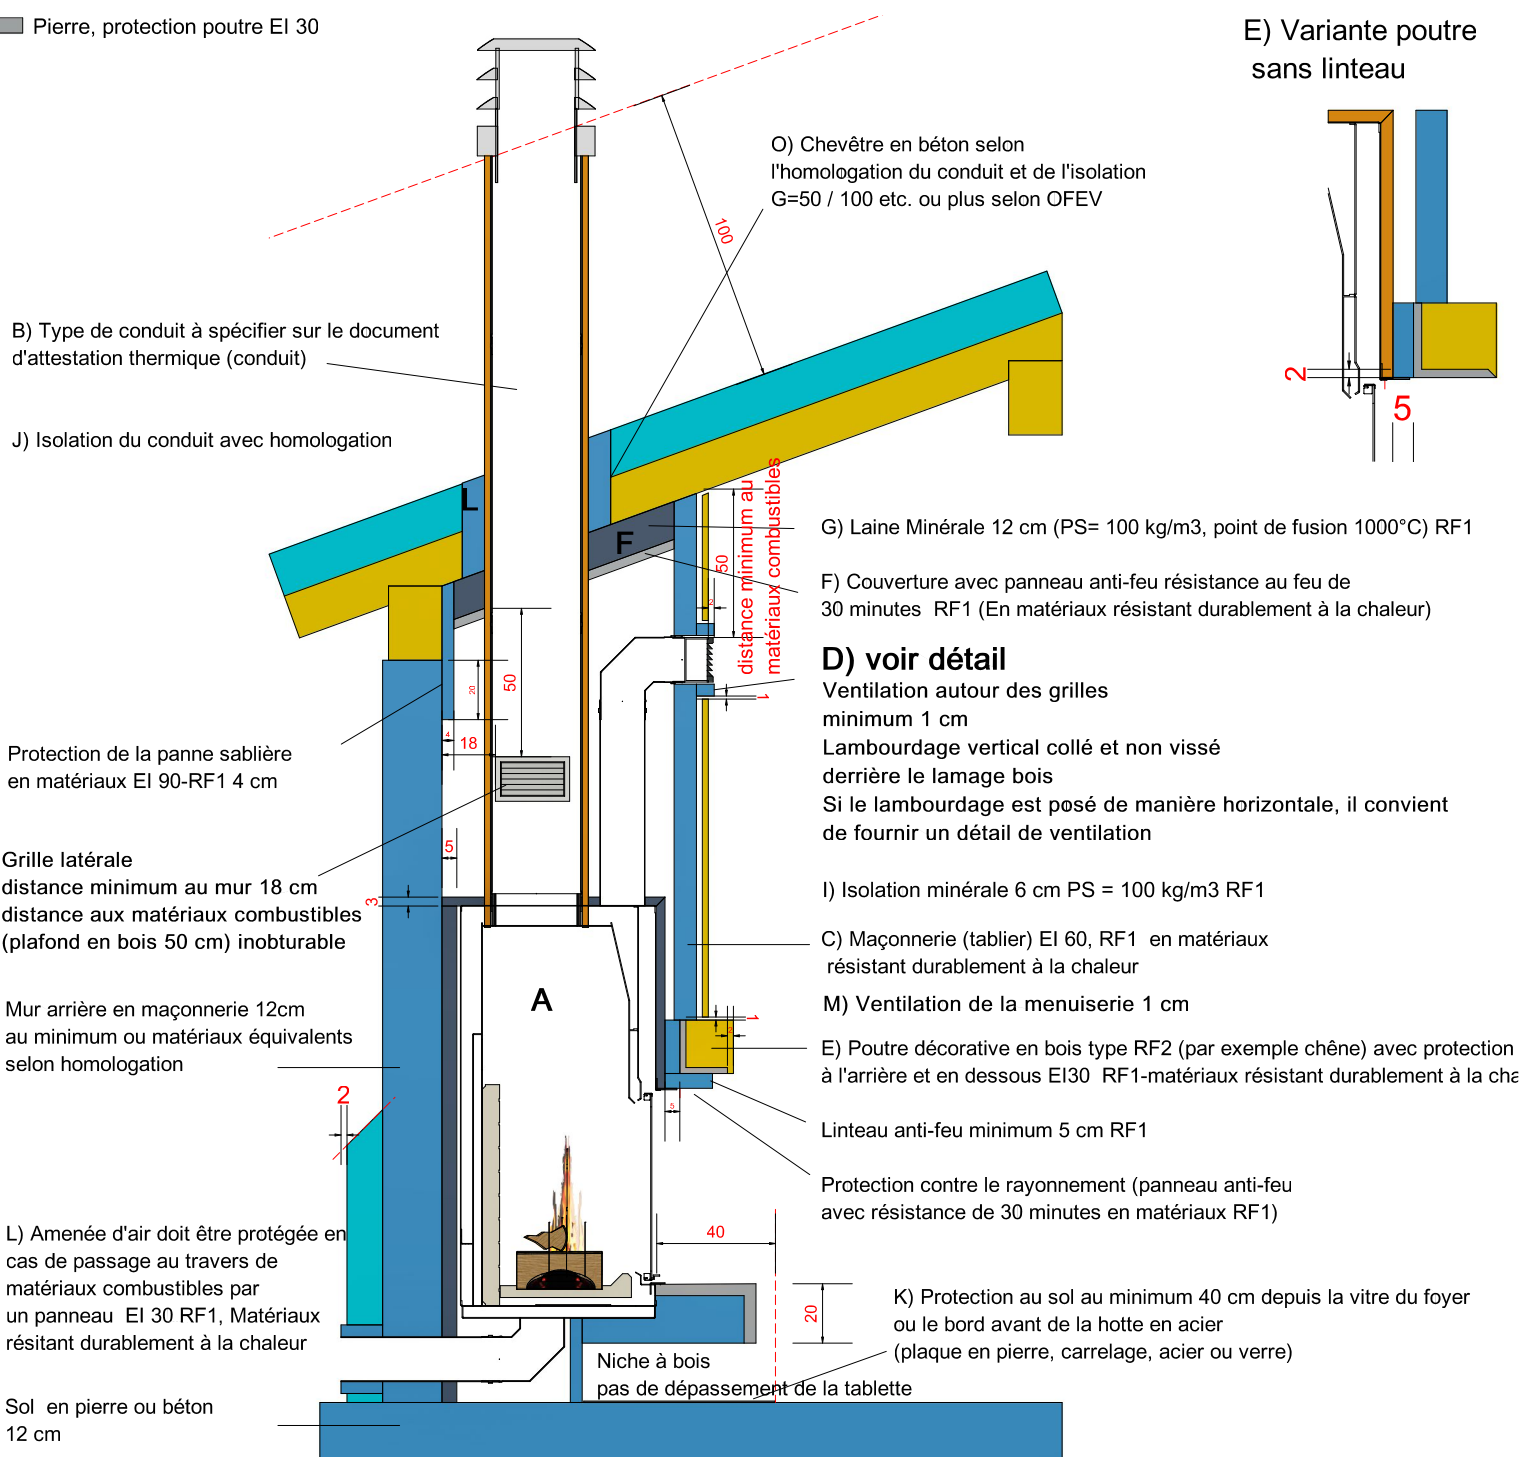 Pierre, protection poutre EI 30
E) Variante poutre
sans linteau
O) Chevêtre en béton selon
l'homologation du conduit et de l'isolation
G=50 / 100 etc. ou plus selon OFEV
100
B) Type de conduit à spécifier sur le document
d'attestation thermique (conduit)
2
5
J) Isolation du conduit avec homologation
L
F
distance minimum au
matériaux combustibles
50
2
1
G) Laine Minérale 12 cm (PS= 100 kg/m3, point de fusion 1000°C) RF1
F) Couverture avec panneau anti-feu résistance au feu de
30 minutes  RF1 (En matériaux résistant durablement à la chaleur)
D) voir détail
Ventilation autour des grilles
minimum 1 cm
Lambourdage vertical collé et non vissé
derrière le lamage bois
Si le lambourdage est posé de manière horizontale, il convient
de fournir un détail de ventilation
50
20
4
18
Protection de la panne sablière
en matériaux EI 90-RF1 4 cm
5
3
Grille latérale
distance minimum au mur 18 cm
distance aux matériaux combustibles
(plafond en bois 50 cm) inobturable
I) Isolation minérale 6 cm PS = 100 kg/m3 RF1
C) Maçonnerie (tablier) EI 60, RF1  en matériaux
résistant durablement à la chaleur
A
M) Ventilation de la menuiserie 1 cm
Mur arrière en maçonnerie 12cm
au minimum ou matériaux équivalents
selon homologation
1
2
E) Poutre décorative en bois type RF2 (par exemple chêne) avec protection
à l'arrière et en dessous EI30  RF1-matériaux résistant durablement à la cha
2
5
Linteau anti-feu minimum 5 cm RF1
Protection contre le rayonnement (panneau anti-feu
avec résistance de 30 minutes en matériaux RF1)
L) Amenée d'air doit être protégée en
cas de passage au travers de
matériaux combustibles par
un panneau  EI 30 RF1, Matériaux
résitant durablement à la chaleur
40
20
K) Protection au sol au minimum 40 cm depuis la vitre du foyer
ou le bord avant de la hotte en acier
(plaque en pierre, carrelage, acier ou verre)
Niche à bois
pas de dépassement de la tablette
Sol  en pierre ou béton
12 cm